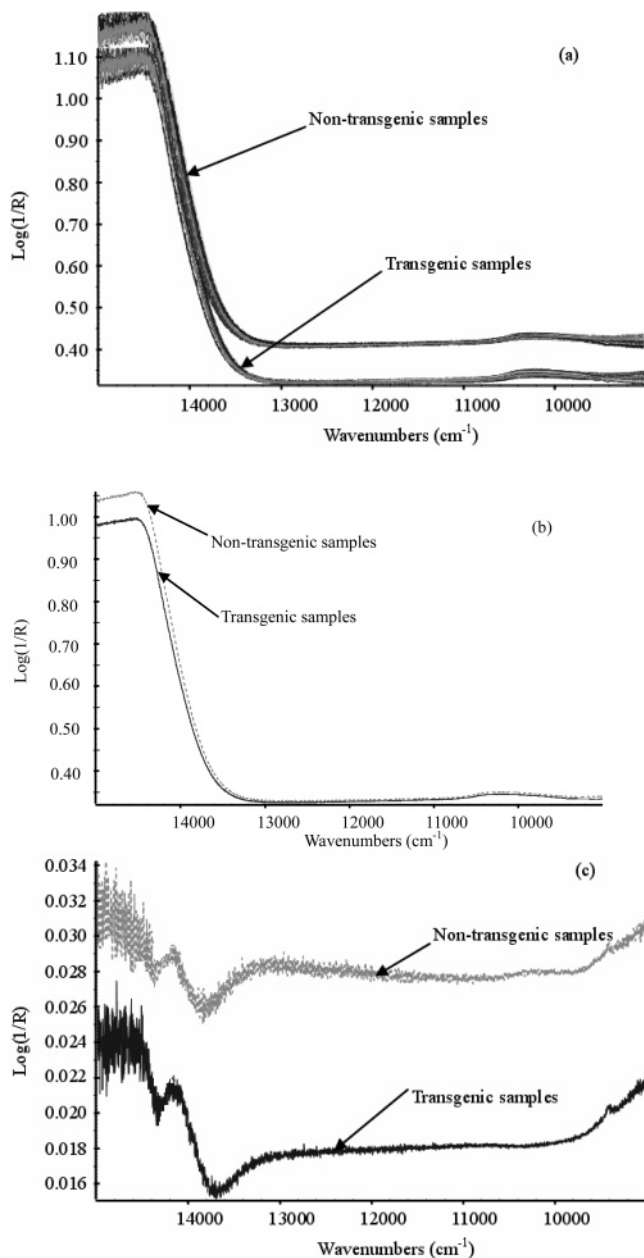 (a)
1.10
1.00
0.90
0.80
0.70
0.60
0.50
0.40
Log(1/R)
Non-transgenic samples
Transgenic samples
14000 13000 12000 11000 10000
Wavenumbers (cm⁻¹)
(b)
1.00
0.90
0.80
0.70
0.60
0.50
0.40
Log(1/R)
Non-transgenic samples
Transgenic samples
14000 13000 12000 11000 10000
Wavenumbers (cm⁻¹)
(c)
0.034
0.032
0.030
0.028
0.026
0.024
0.022
0.020
0.018
0.016
Log(1/R)
Non-transgenic samples
Transgenic samples
14000 13000 12000 11000 10000
Wavenumbers (cm⁻¹)